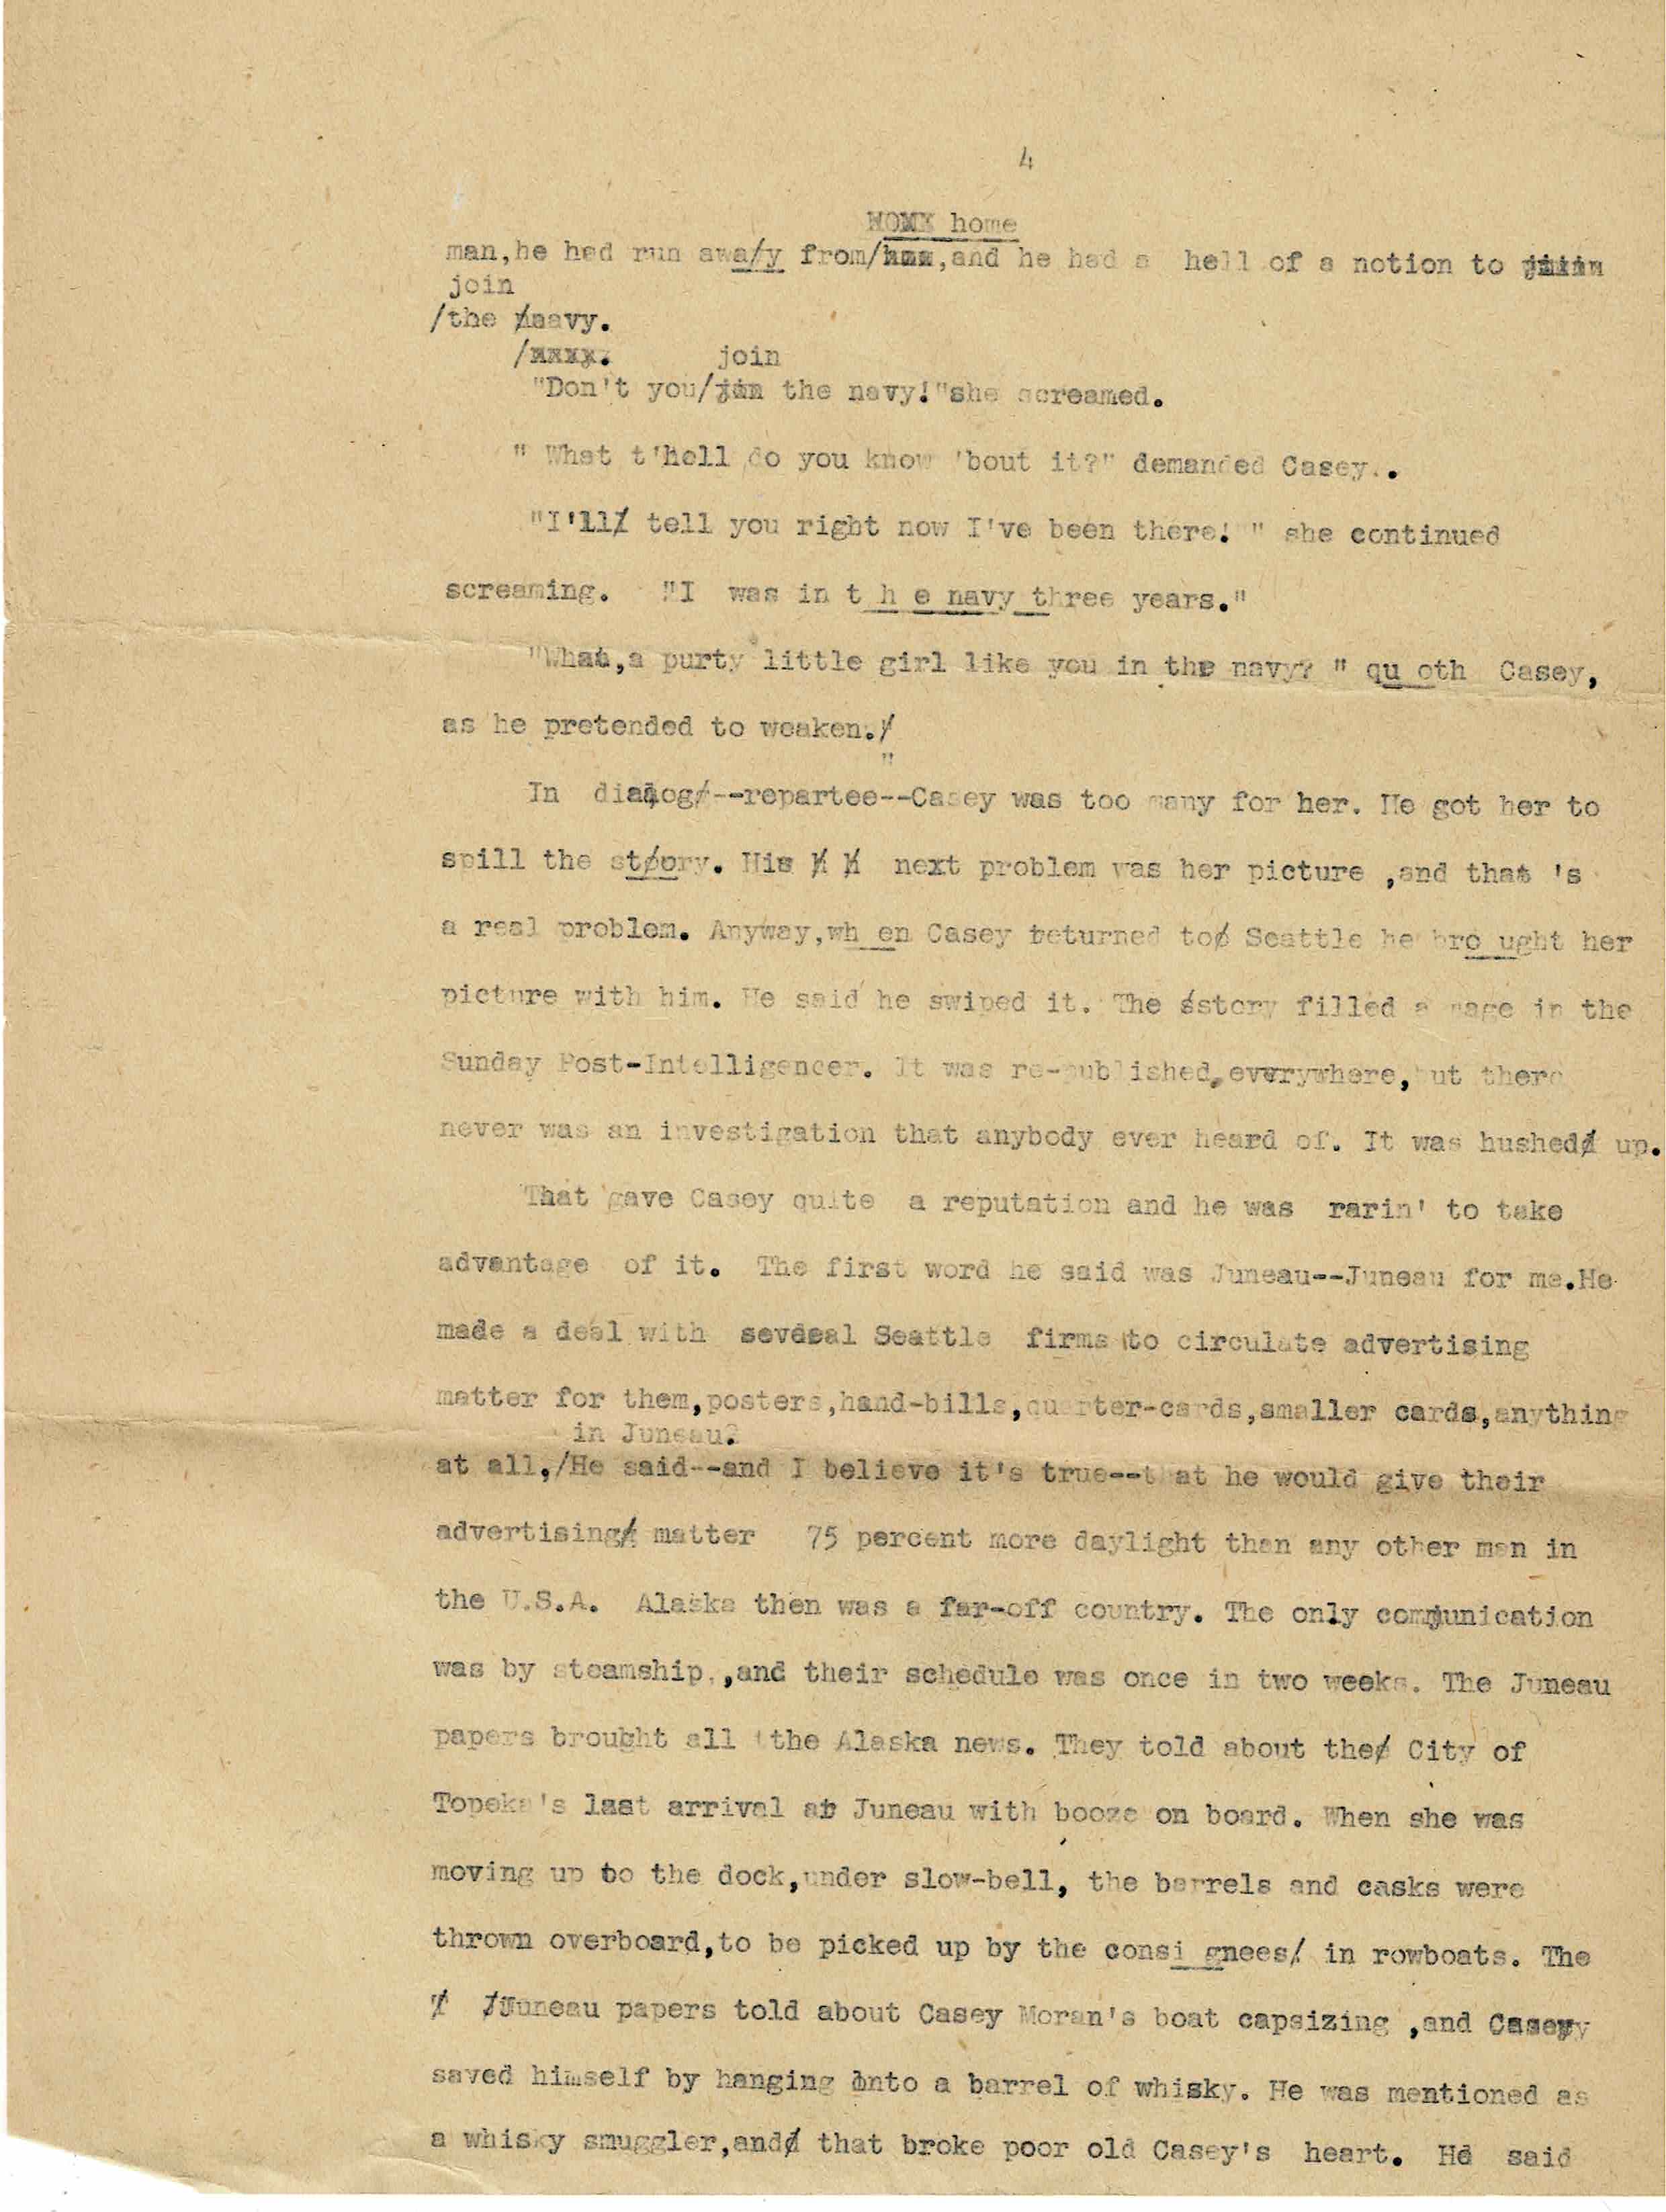 4
HOME home
man,he had run away from/hmm,and he had a hell of a notion to jiiin
join
/the navy.
/xxxx. join
"Don't you/jin the navy!"she screamed.
" What t'hell do you know 'bout it?" demanded Casey..
"I'll tell you right now I've been there! " she continued
screaming. "I was in t h e navy three years."
"What,a purty little girl like you in the navy? " qu oth Casey,
as he pretended to weaken./
"
In dialog--repartee--Casey was too many for her. He got her to
spill the story. His next problem was her picture ,and that 's
a real problem. Anyway,wh en Casey returned to Seattle he bro ught her
picture with him. He said he swiped it. The story filled a page in the
Sunday Post-Intelligencer. It was re-published,everywhere,but there
never was an investigation that anybody ever heard of. It was hushed up.
That gave Casey quite a reputation and he was rarin' to take
advantage of it. The first word he said was Juneau--Juneau for me.He
made a deal with several Seattle firms to circulate advertising
matter for them,posters,hand-bills,quarter-cards,smaller cards,anything
in Juneau.
at all,/He said--and I believe it's true--that he would give their
advertising matter 75 percent more daylight than any other man in
the U.S.A. Alaska then was a far-off country. The only communication
was by steamship.,and their schedule was once in two weeks. The Juneau
papers brought all the Alaska news. They told about the City of
Topeka's last arrival at Juneau with booze on board. When she was
moving up to the dock,under slow-bell, the barrels and casks were
thrown overboard,to be picked up by the consi gnees/ in rowboats. The
Juneau papers told about Casey Moran's boat capsizing ,and Casey
saved himself by hanging onto a barrel of whisky. He was mentioned as
a whisky smuggler,and that broke poor old Casey's heart. He said